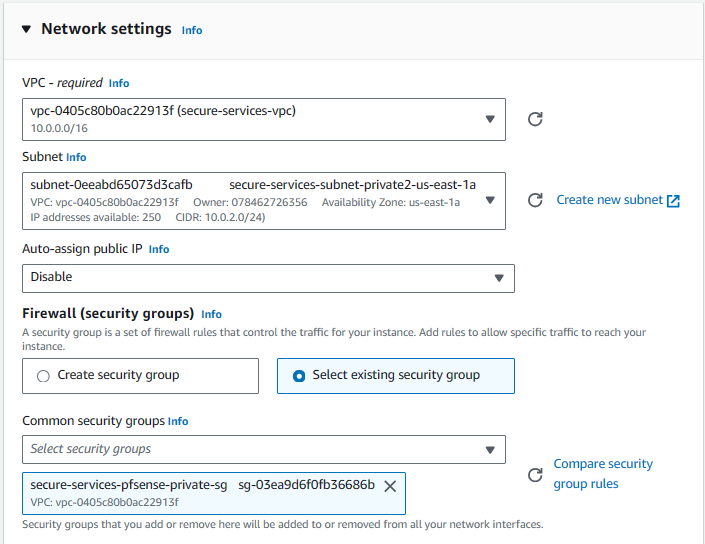 Network settings Info
VPC - required Info
vpc-0405c80b0ac22913f (secure-services-vpc)
10.0.0.0/16
Subnet Info
subnet-0eeabd65073d3cafb secure-services-subnet-private2-us-east-1a
VPC: vpc-0405c80b0ac22913f Owner: 078462726356 Availability Zone: us-east-1a
IP addresses available: 250 CIDR: 10.0.2.0/24)
Create new subnet
Auto-assign public IP Info
Disable
Firewall (security groups) Info
A security group is a set of firewall rules that control the traffic for your instance. Add rules to allow specific traffic to reach your
instance.
Create security group
Select existing security group
Common security groups Info
Select security groups
Compare security
group rules
secure-services-pfsense-private-sg sg-03ea9d6f0fb36686b
VPC: vpc-0405c80b0ac22913f
Security groups that you add or remove here will be added to or removed from all your network interfaces.